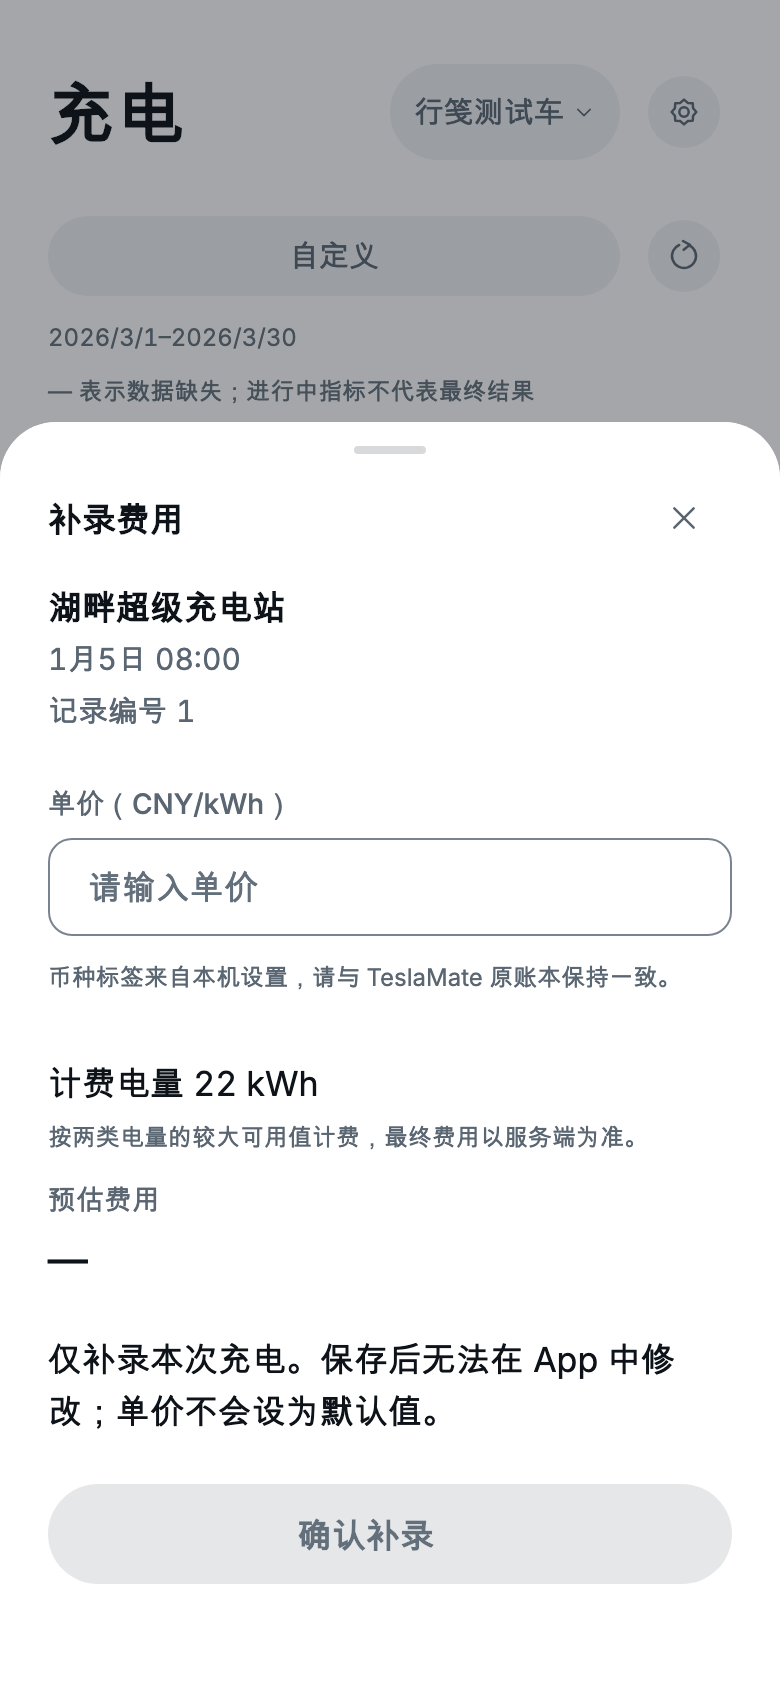 充电
行笺测试车
自定义
2026/3/1–2026/3/30
— 表示数据缺失；进行中指标不代表最终结果
补录费用
湖畔超级充电站
1月5日 08:00
记录编号 1
单价（CNY/kWh）
请输入单价
币种标签来自本机设置，请与 TeslaMate 原账本保持一致。
计费电量 22 kWh
按两类电量的较大可用值计费，最终费用以服务端为准。
预估费用
—
仅补录本次充电。保存后无法在 App 中修
改；单价不会设为默认值。
确认补录